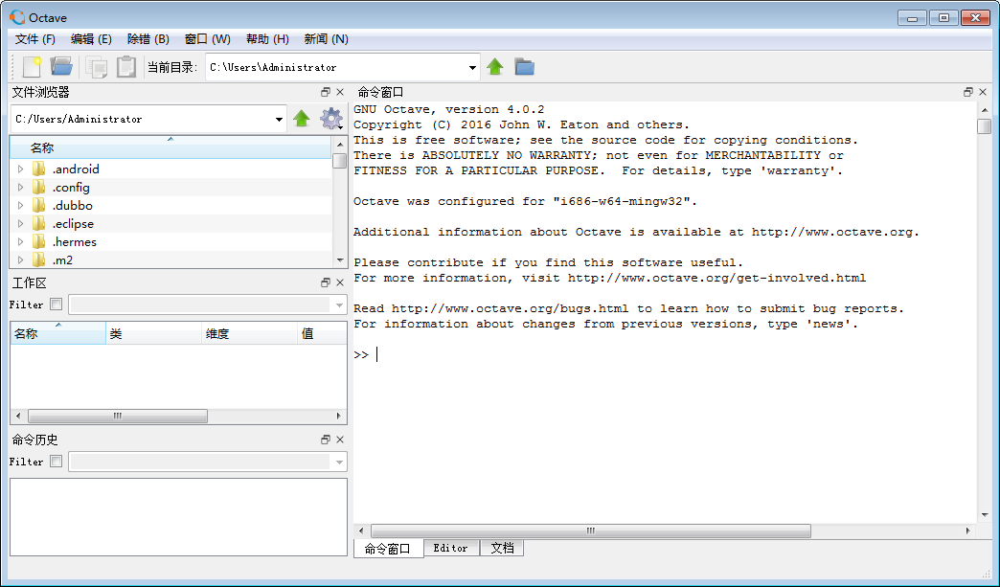 Octave
文件 (F) 编辑 (E) 除错 (B) 窗口 (W) 帮助 (H) 新闻 (N)
当前目录: C:\Users\Administrator
文件浏览器
C:/Users/Administrator
名称
.android
.config
.dubbo
.eclipse
.hermes
.m2
工作区
Filter
名称 类 维度 值
命令历史
Filter
命令窗口
GNU Octave, version 4.0.2
Copyright (C) 2016 John W. Eaton and others.
This is free software; see the source code for copying conditions.
There is ABSOLUTELY NO WARRANTY; not even for MERCHANTABILITY or
FITNESS FOR A PARTICULAR PURPOSE.  For details, type 'warranty'.
Octave was configured for "i686-w64-mingw32".
Additional information about Octave is available at http://www.octave.org.
Please contribute if you find this software useful.
For more information, visit http://www.octave.org/get-involved.html
Read http://www.octave.org/bugs.html to learn how to submit bug reports.
For information about changes from previous versions, type 'news'.
>>
命令窗口 Editor 文档